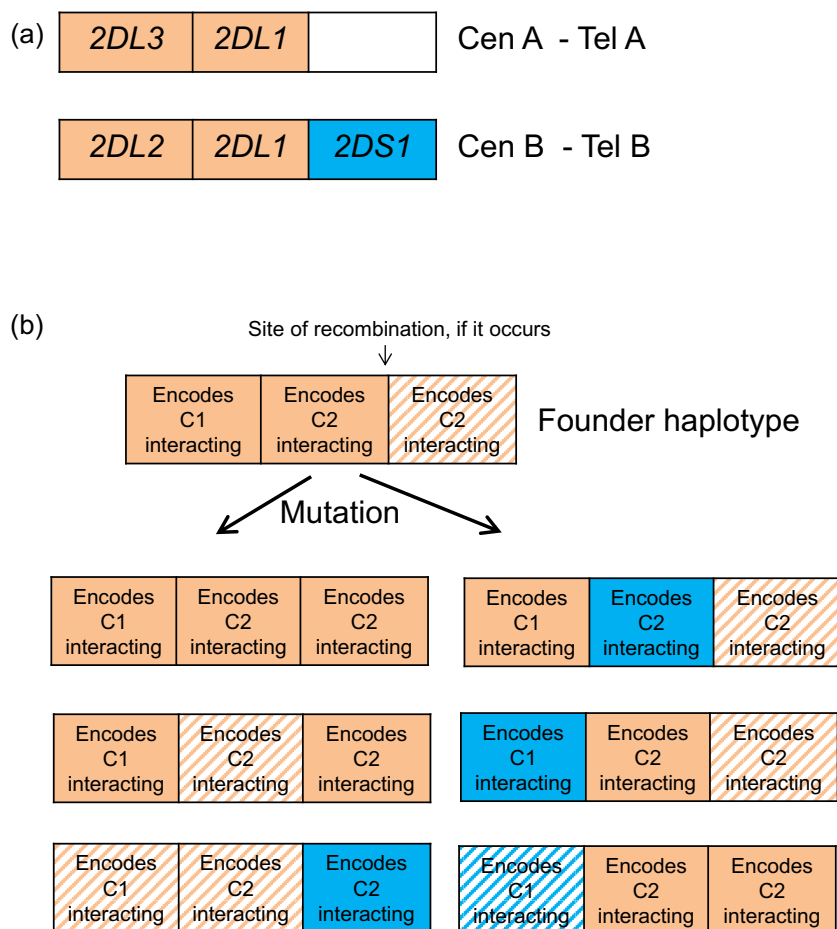 (a)
2DL3 2DL1 Cen A - Tel A
2DL2 2DL1 2DS1 Cen B - Tel B
(b)
Site of recombination, if it occurs
Encodes Encodes Encodes
C1 C2 C2
interacting interacting interacting
Founder haplotype
Mutation
Encodes Encodes Encodes
C1 C2 C2
interacting interacting interacting
Encodes Encodes Encodes
C1 C2 C2
interacting interacting interacting
Encodes Encodes Encodes
C1 C2 C2
interacting interacting interacting
Encodes Encodes Encodes
C1 C2 C2
interacting interacting interacting
Encodes Encodes Encodes
C1 C2 C2
interacting interacting interacting
Encodes Encodes Encodes
C1 C2 C2
interacting interacting interacting